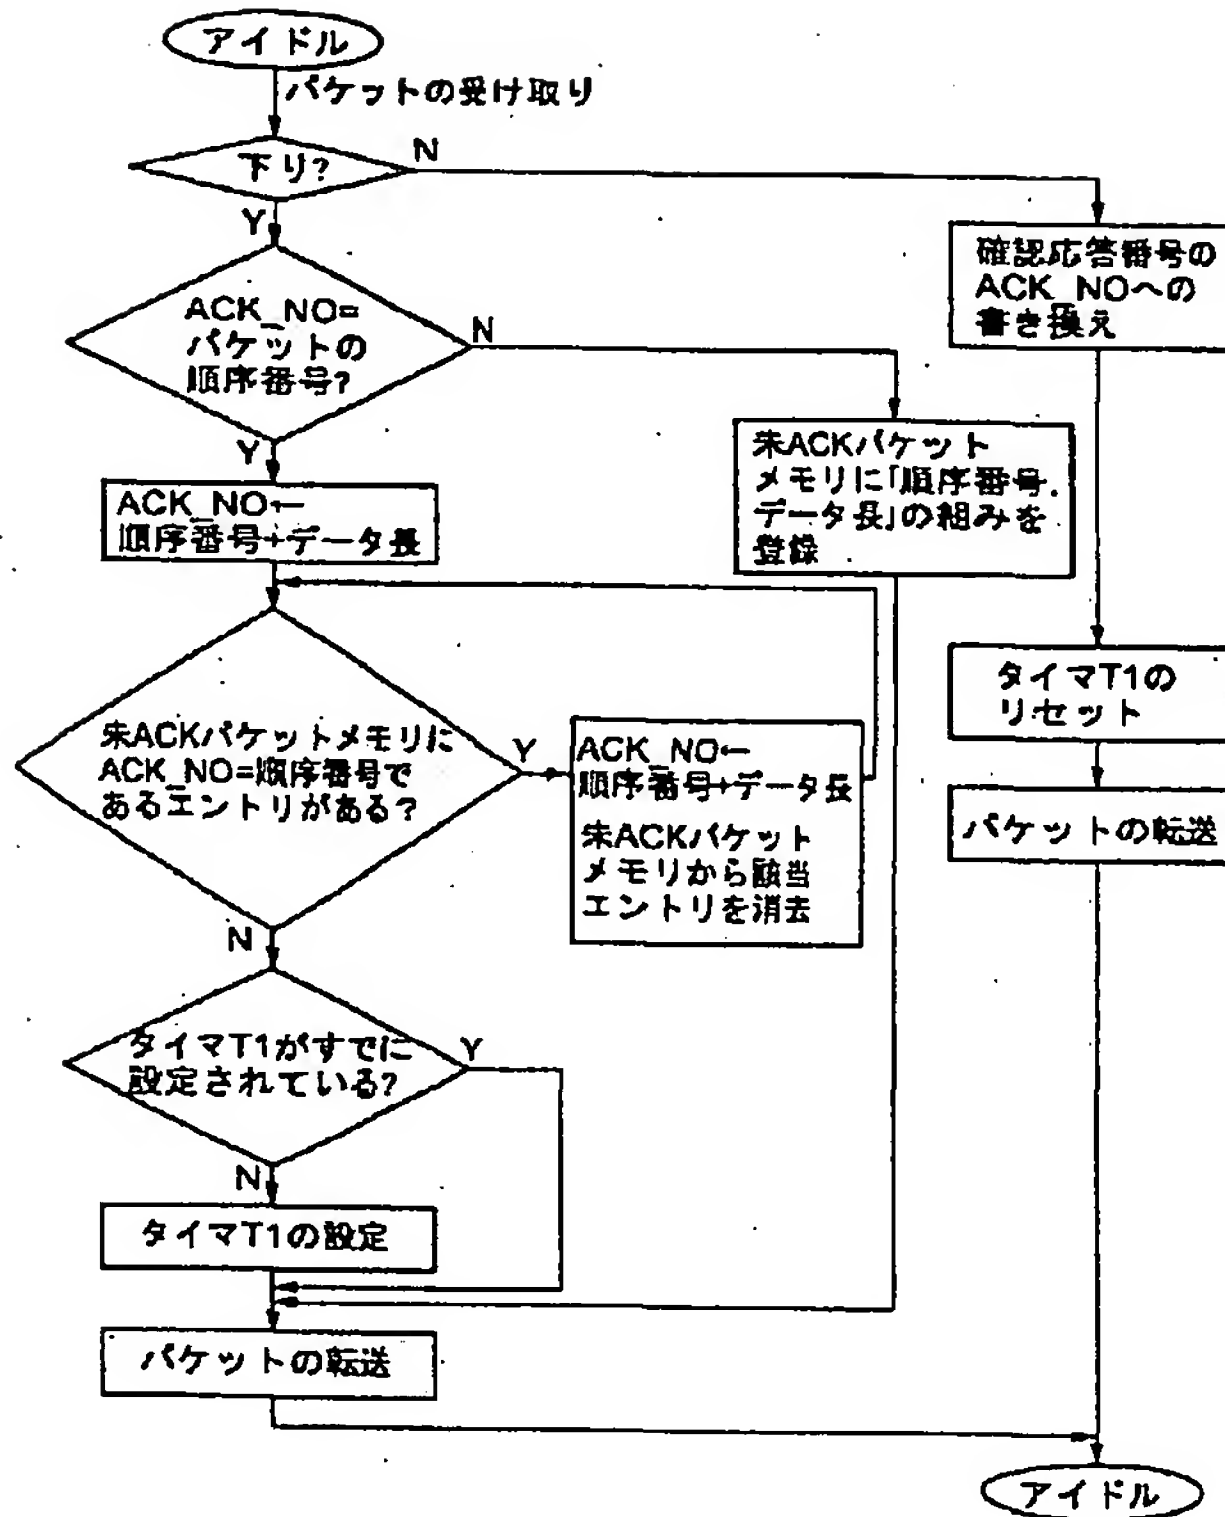 アイドル
パケットの受け取り
下り?
N
Y
確認応答番号の
ACK_NOへの
書き換え
ACK_NO=
パケットの
順序番号?
N
Y
未ACKパケット
メモリに「順序番号,
データ長」の組みを
登録
ACK_NO←
順序番号+データ長
タイマT1の
リセット
未ACKパケットメモリに
ACK_NO=順序番号で
あるエントリがある?
Y
N
ACK_NO←
順序番号+データ長
未ACKパケット
メモリから該当
エントリを消去
パケットの転送
タイマT1がすでに
設定されている?
Y
N
タイマT1の設定
パケットの転送
アイドル